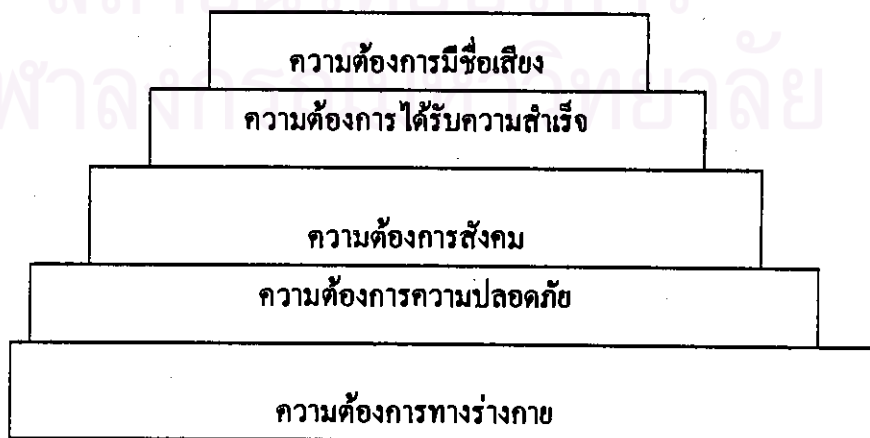 ความต้องการมีชื่อเสียง
ความต้องการได้รับความสำเร็จ
ความต้องการสังคม
ความต้องการความปลอดภัย
ความต้องการทางร่างกาย